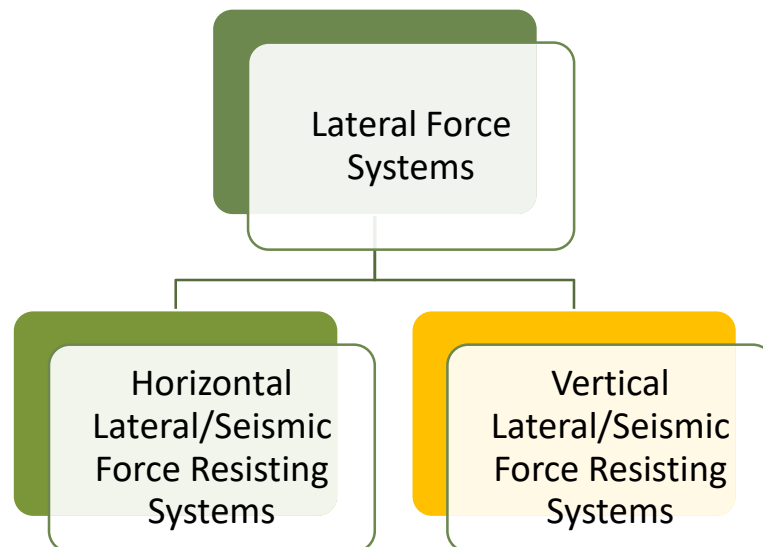 Lateral Force
Systems
Horizontal
Lateral/Seismic
Force Resisting
Systems
Vertical
Lateral/Seismic
Force Resisting
Systems